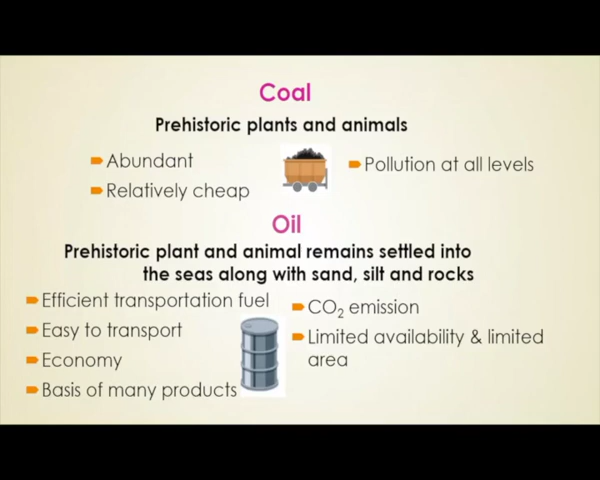 Coal
Prehistoric plants and animals
Abundant
Relatively cheap
Pollution at all levels
Oil
Prehistoric plant and animal remains settled into
the seas along with sand, silt and rocks
Efficient transportation fuel
Easy to transport
Economy
Basis of many products
CO₂ emission
Limited availability & limited
area